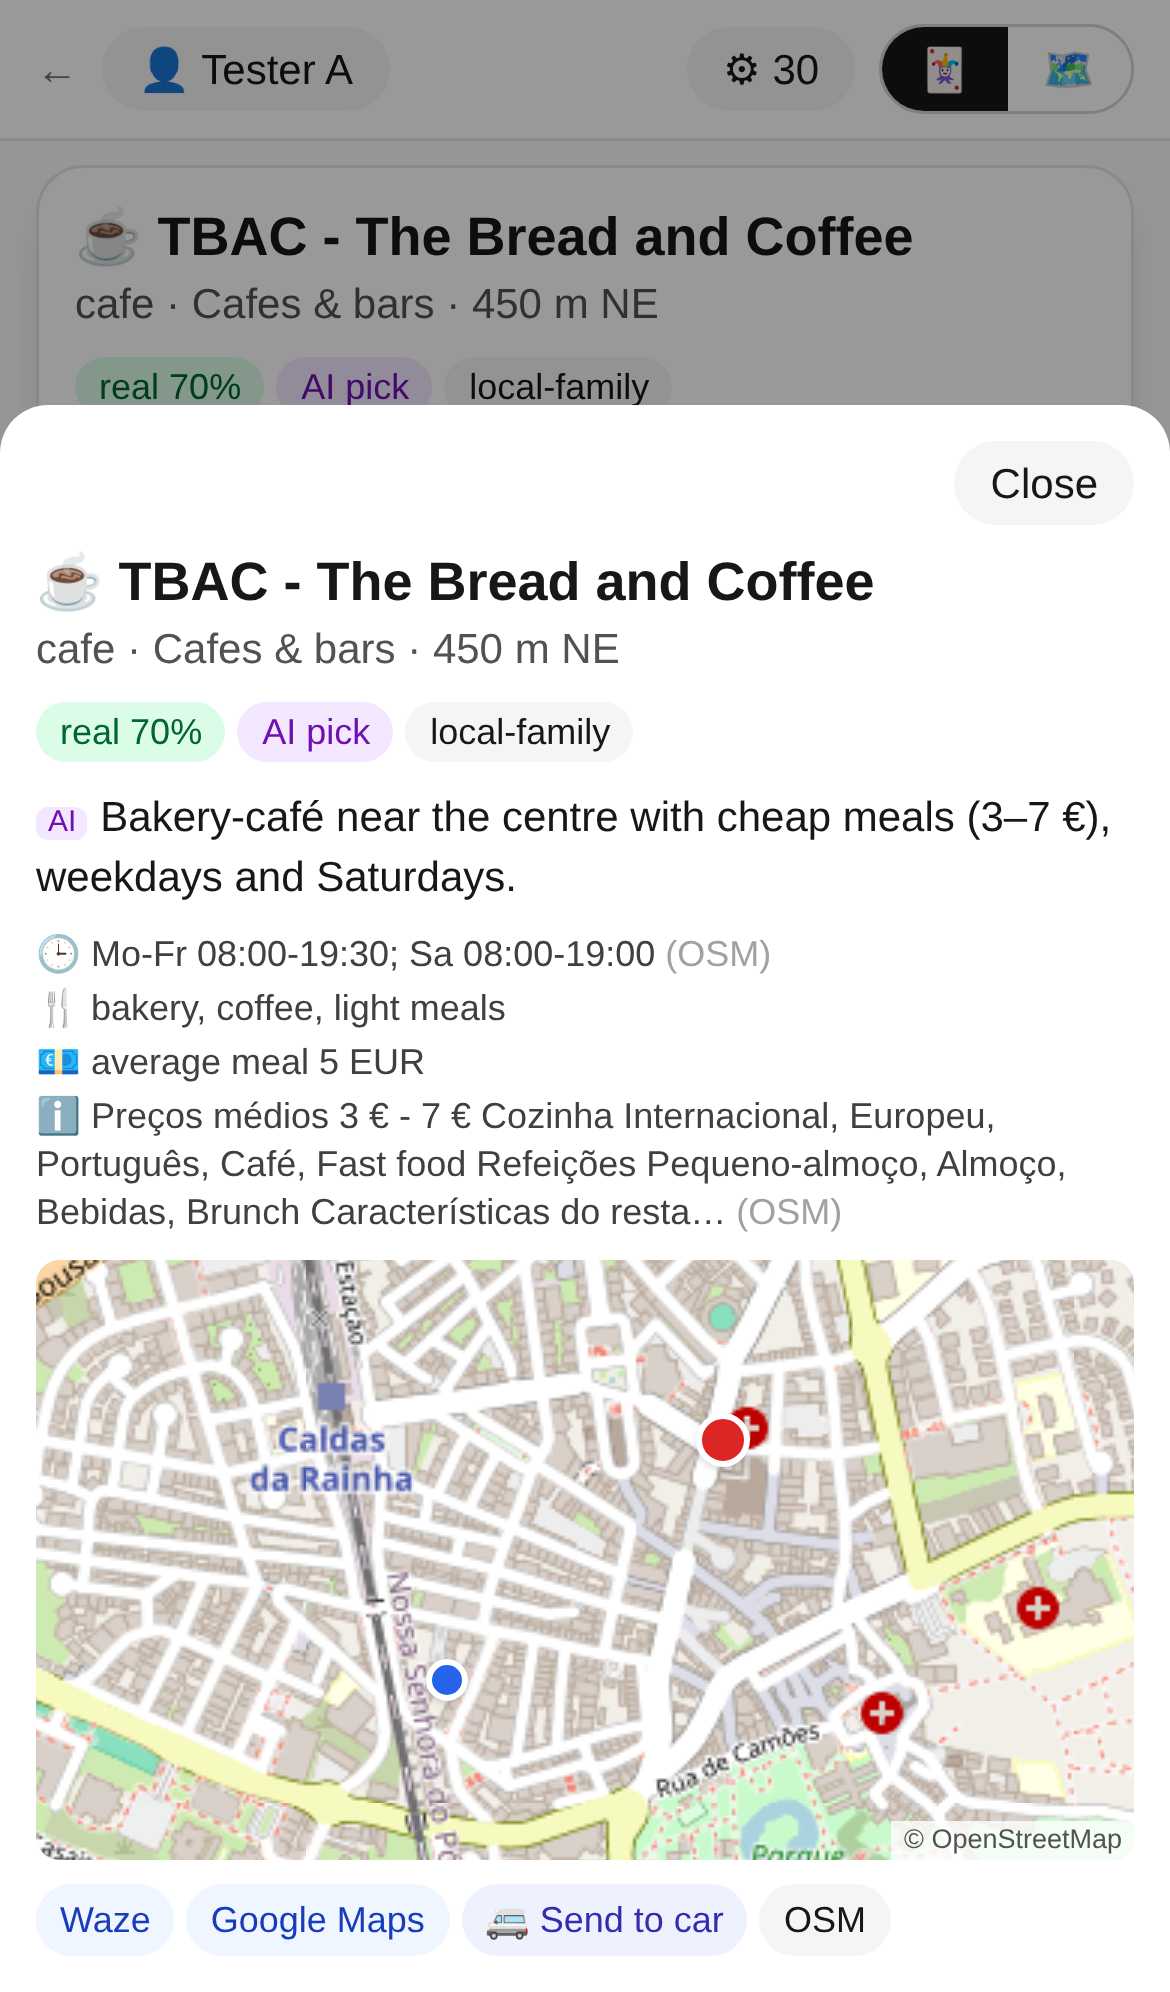 ← 👤 Tester A ⚙ 30
☕ TBAC - The Bread and Coffee
cafe · Cafes & bars · 450 m NE
real 70% AI pick local-family
Close
☕ TBAC - The Bread and Coffee
cafe · Cafes & bars · 450 m NE
real 70% AI pick local-family
AI Bakery-café near the centre with cheap meals (3–7 €),
weekdays and Saturdays.
🕒 Mo-Fr 08:00-19:30; Sa 08:00-19:00 (OSM)
🍴 bakery, coffee, light meals
💶 average meal 5 EUR
ℹ️ Preços médios 3 € - 7 € Cozinha Internacional, Europeu,
Português, Café, Fast food Refeições Pequeno-almoço, Almoço,
Bebidas, Brunch Características do resta… (OSM)
Estação
Caldas
da Rainha
Nossa Senhora do
Rua de Camões
Parque
© OpenStreetMap
Waze Google Maps 🚐 Send to car OSM